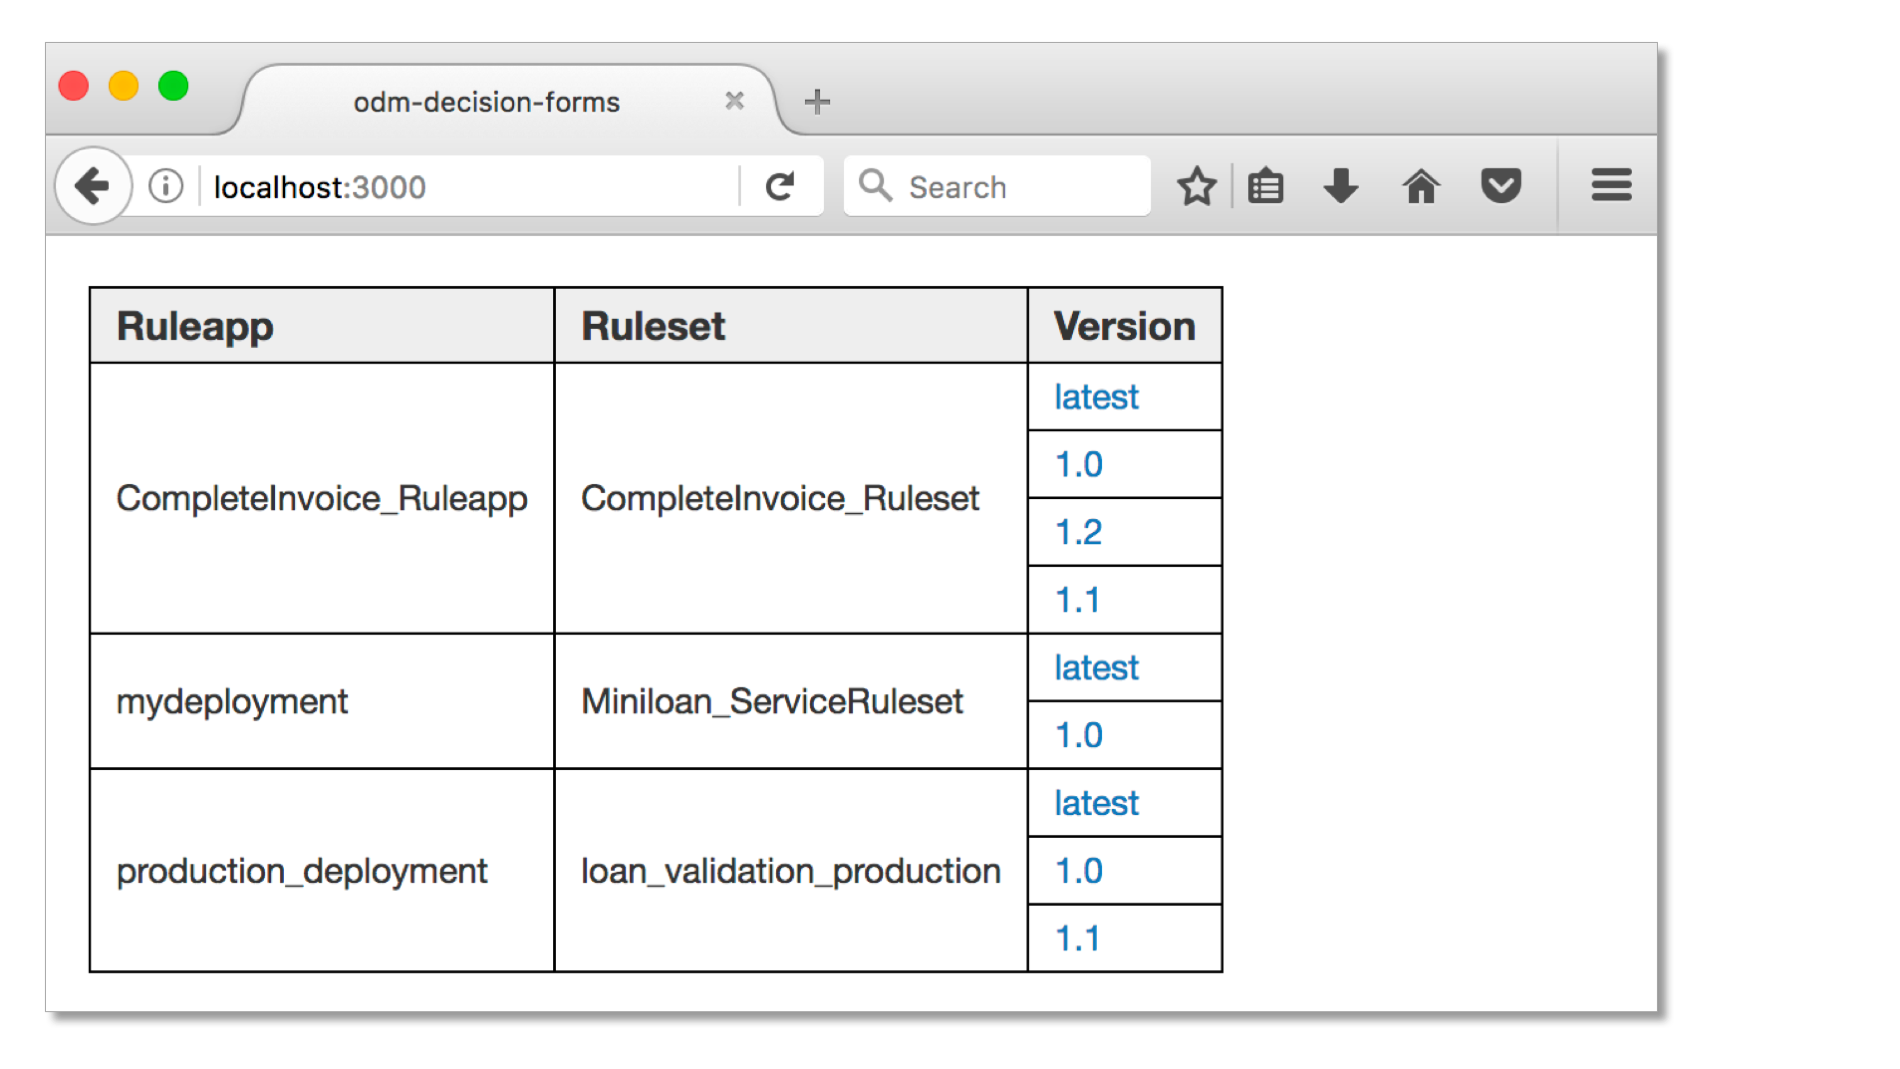 odm-decision-forms
localhost:3000
Search
Ruleapp Ruleset Version
CompleteInvoice_Ruleapp CompleteInvoice_Ruleset latest
1.0
1.2
1.1
mydeployment Miniloan_ServiceRuleset latest
1.0
production_deployment loan_validation_production latest
1.0
1.1